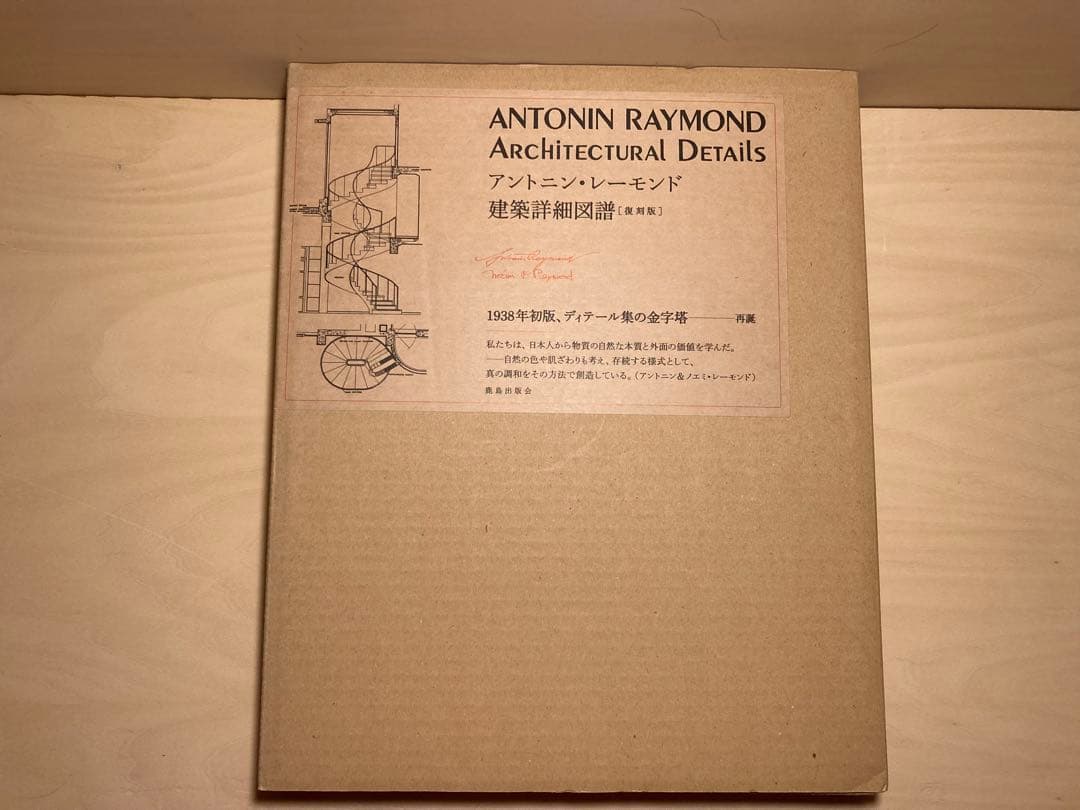 ANTONIN RAYMOND
ARCHITECTURAL DETAILS
アントニン・レーモンド
建築詳細図譜［復刻版］
Antonin Raymond
Noémi P. Raymond
1938年初版、ディテール集の金字塔――再誕
私たちは、日本人から物質の自然な本質と外面の価値を学んだ。
――自然の色や肌ざわりも考え、存続する様式として、
真の調和をその方法で創造している。（アントニン&ノエミ・レーモンド）
鹿島出版会